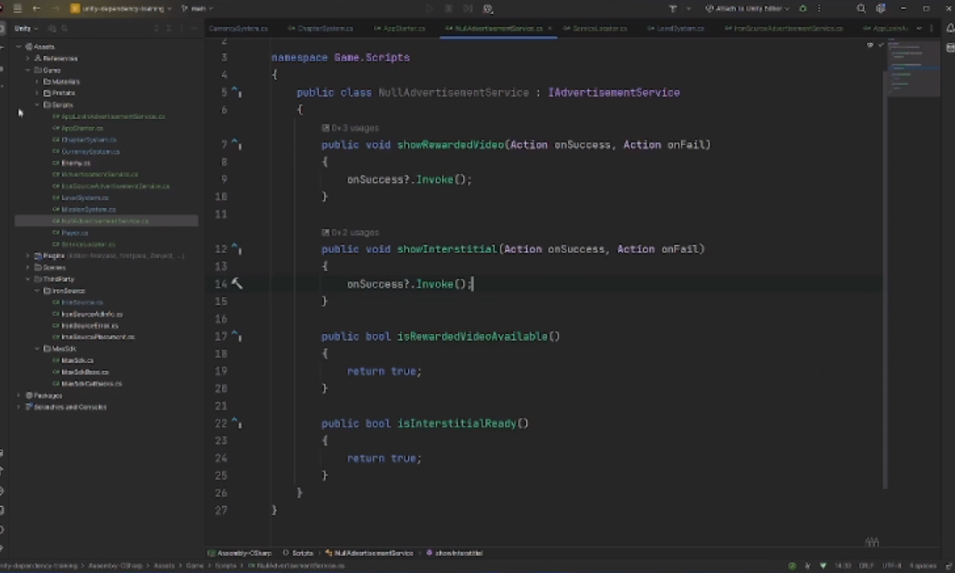 unity-dependency-training
main
Attach to Unity Editor
Unity
CurrencySystem.cs
ChapterSystem.cs
AppStarter.cs
NullAdvertisementService.cs
ServiceLocator.cs
LevelSystem.cs
IronSourceAdvertisementService.cs
Assets
References
Game
Materials
Prefabs
Scripts
AppLovinAdvertisementService.cs
AppStarter.cs
ChapterSystem.cs
CurrencySystem.cs
Enemy.cs
IAdvertisementService.cs
IronSourceAdvertisementService.cs
LevelSystem.cs
MissionSystem.cs
NullAdvertisementService.cs
Player.cs
ServiceLocator.cs
Plugins
Scenes
ThirdParty
IronSource
IronSource.cs
IronSourceAdInfo.cs
IronSourceError.cs
IronSourcePlacement.cs
MaxSdk
MaxSdk.cs
MaxSdkBase.cs
MaxSdkCallbacks.cs
Packages
Scratches and Consoles
2
3 namespace Game.Scripts
4 {
5 public class NullAdvertisementService : IAdvertisementService
6 {
0+3 usages
7 public void showRewardedVideo(Action onSuccess, Action onFail)
8 {
9 onSuccess?.Invoke();
10 }
11
0+2 usages
12 public void showInterstitial(Action onSuccess, Action onFail)
13 {
14 onSuccess?.Invoke();
15 }
16
17 public bool isRewardedVideoAvailable()
18 {
19 return true;
20 }
21
22 public bool isInterstitialReady()
23 {
24 return true;
25 }
26 }
27 }
Assembly-CSharp Scripts NullAdvertisementService showInterstitial
unity-dependency-training > Assembly-CSharp > Assets > Game > Scripts > NullAdvertisementService.cs
CRLF UTF-8 4 spaces